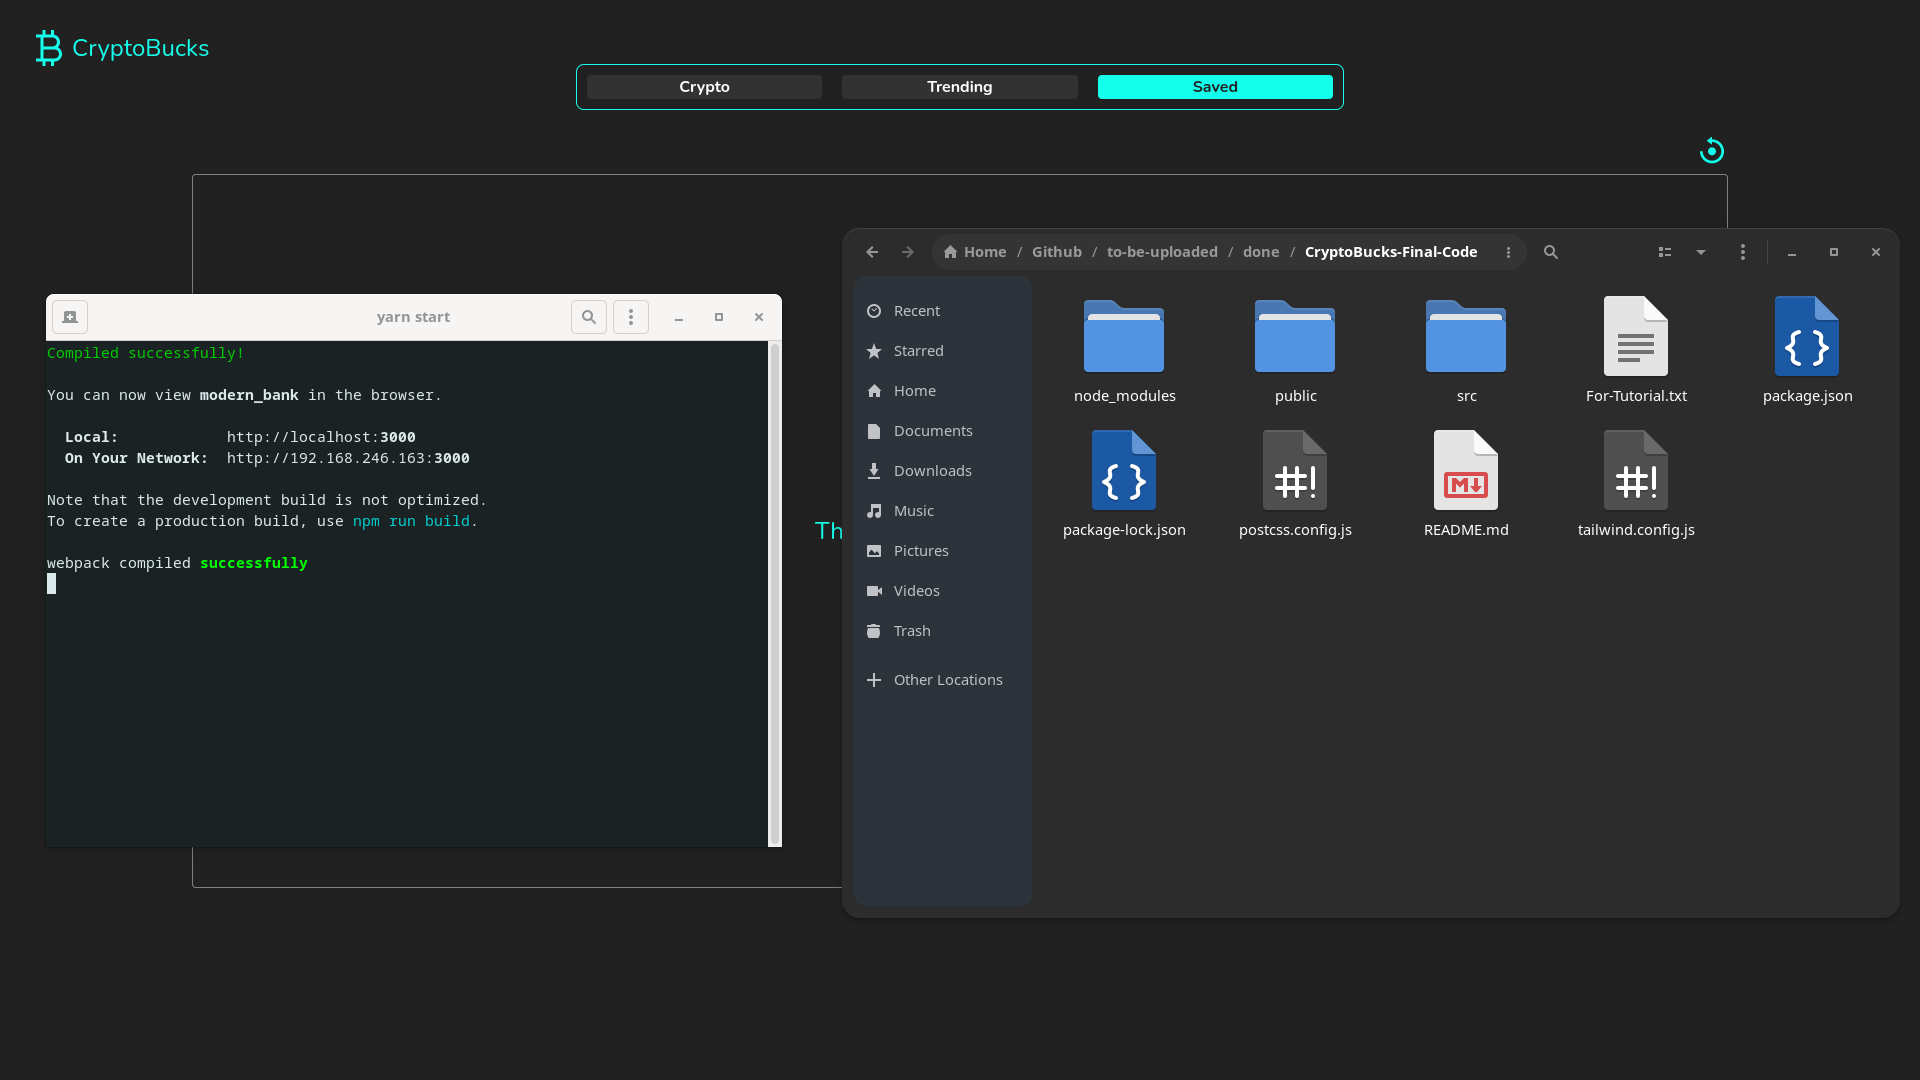 CryptoBucks
Crypto
Trending
Saved
yarn start
Compiled successfully!
You can now view modern_bank in the browser.
Local: http://localhost:3000
On Your Network: http://192.168.246.163:3000
Note that the development build is not optimized.
To create a production build, use npm run build.
webpack compiled successfully
Th
Home / Github / to-be-uploaded / done / CryptoBucks-Final-Code
Recent
Starred
Home
Documents
Downloads
Music
Pictures
Videos
Trash
Other Locations
node_modules
public
src
For-Tutorial.txt
package.json
package-lock.json
postcss.config.js
README.md
tailwind.config.js